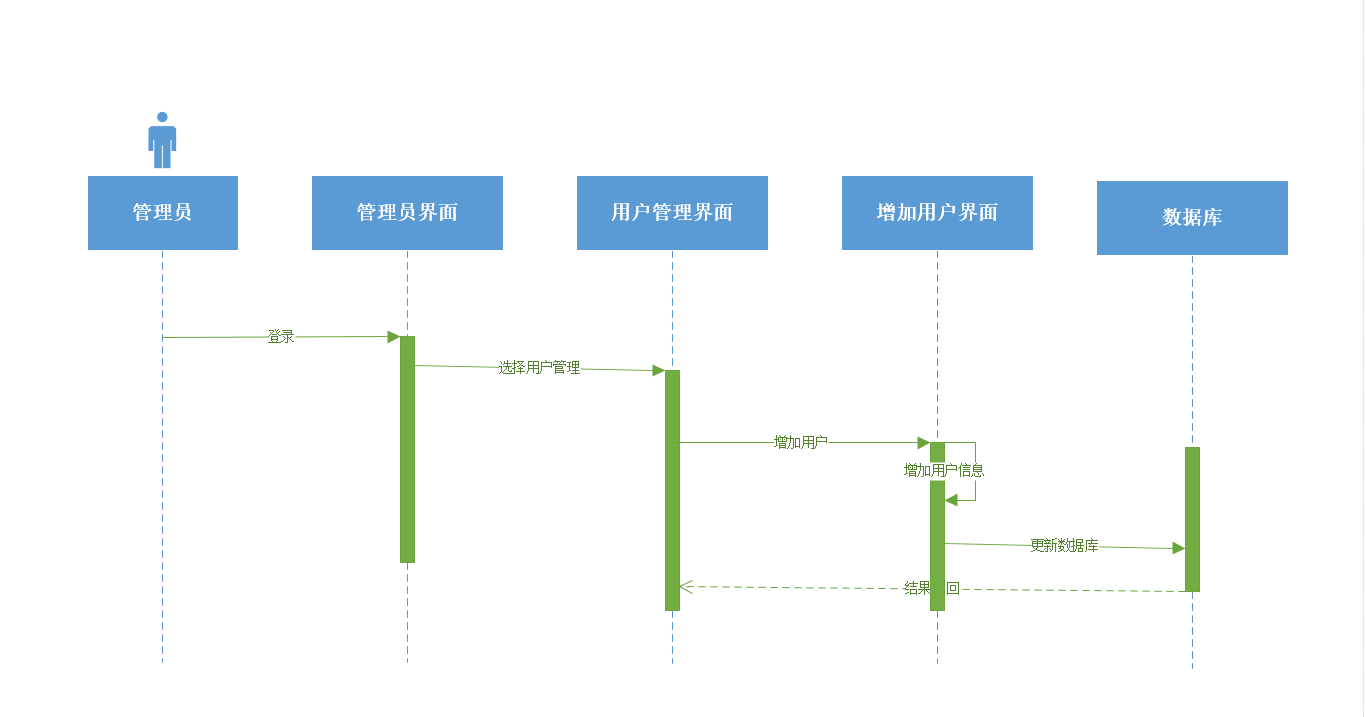 管理员
管理员界面
用户管理界面
增加用户界面
数据库
登录
选择用户管理
增加用户
增加用户信息
更新数据库
结果 回